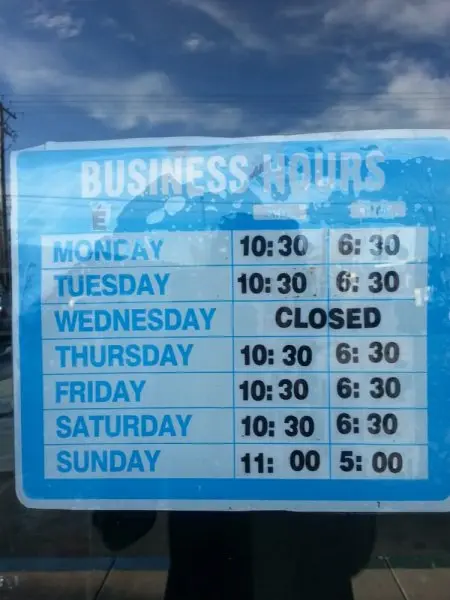 BUSINESS HOURS
MONDAY 10:30 6:30
TUESDAY 10:30 6:30
WEDNESDAY CLOSED
THURSDAY 10:30 6:30
FRIDAY 10:30 6:30
SATURDAY 10:30 6:30
SUNDAY 11:00 5:00